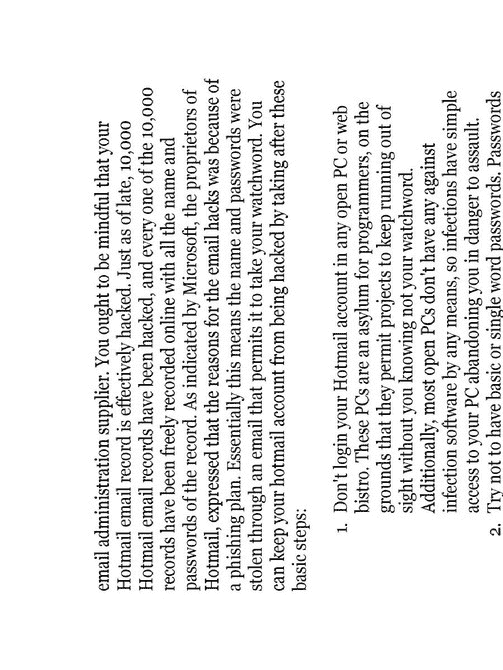 email administration supplier. You ought to be mindful that your
Hotmail email record is effectively hacked. Just as of late, 10,000
Hotmail email records have been hacked, and every one of the 10,000
records have been freely recorded online with all the name and
passwords of the record. As indicated by Microsoft, the proprietors of
Hotmail, expressed that the reasons for the email hacks was because of
a phishing plan. Essentially this means the name and passwords were
stolen through an email that permits it to take your watchword. You
can keep your hotmail account from being hacked by taking after these
basic steps:
1. Don't login your Hotmail account in any open PC or web
bistro. These PCs are an asylum for programmers, on the
grounds that they permit projects to keep running out of
sight without you knowing not your watchword.
Additionally, most open PCs don't have any against
infection software by any means, so infections have simple
access to your PC abandoning you in danger to assault.
2. Try not to have basic or single word passwords. Passwords